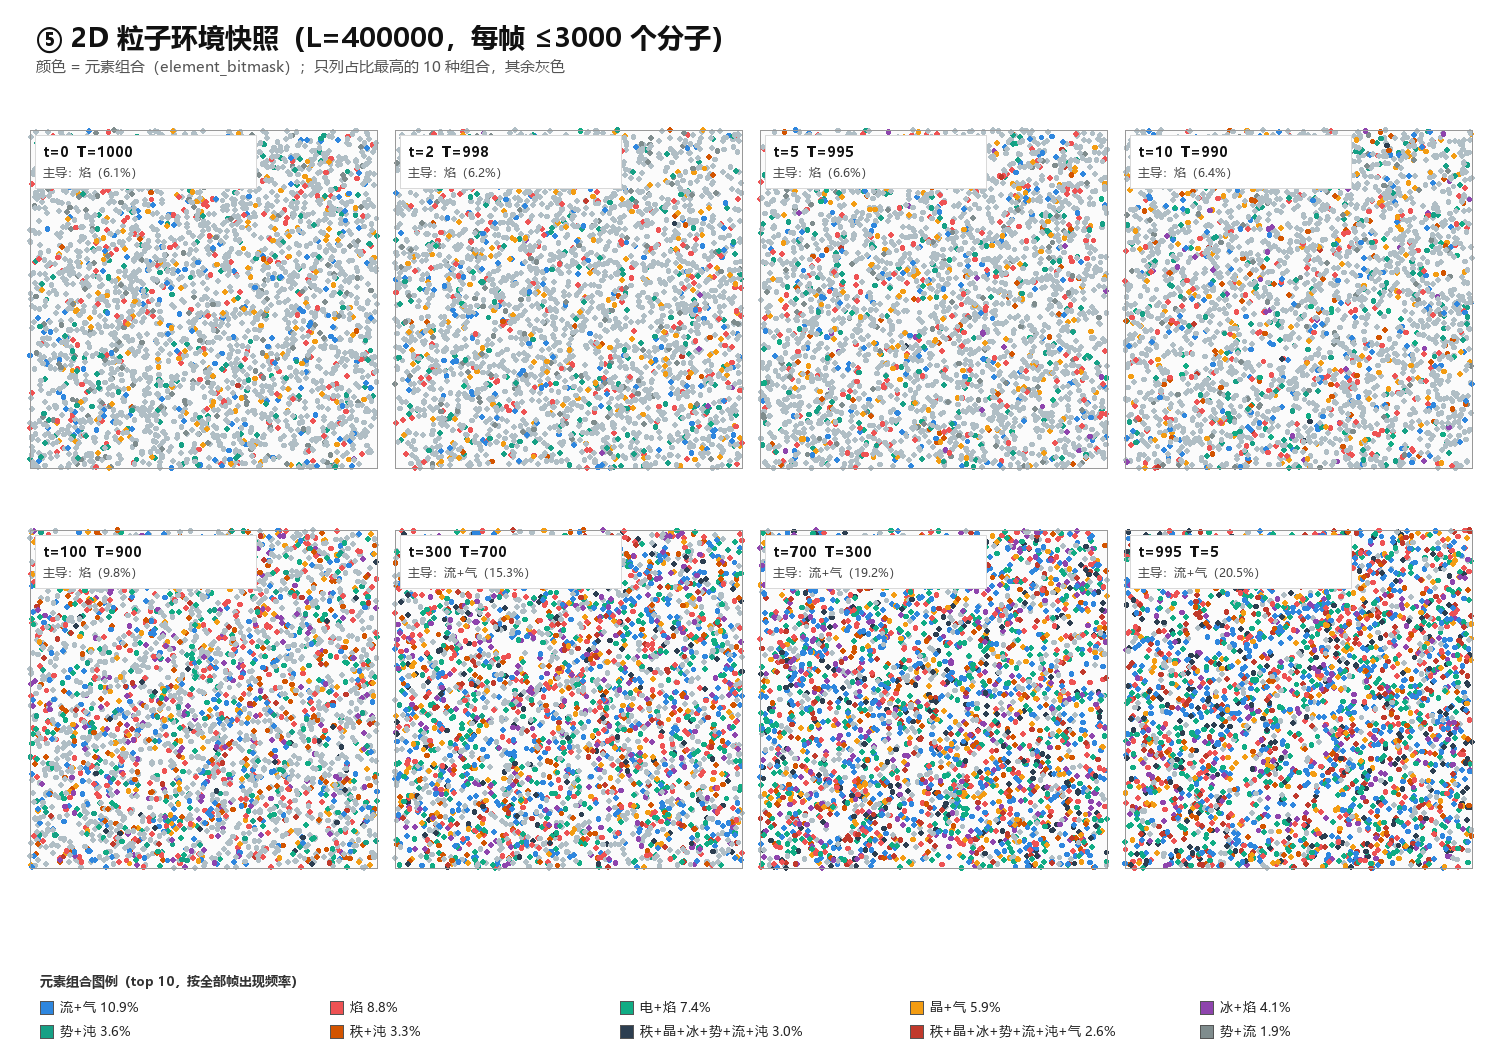 ⑤ 2D 粒子环境快照（L=400000，每帧 ≤3000 个分子）
颜色 = 元素组合（element_bitmask）；只列占比最高的 10 种组合，其余灰色
t=0 T=1000
主导：焰（6.1%）
t=2 T=998
主导：焰（6.2%）
t=5 T=995
主导：焰（6.6%）
t=10 T=990
主导：焰（6.4%）
t=100 T=900
主导：焰（9.8%）
t=300 T=700
主导：流+气（15.3%）
t=700 T=300
主导：流+气（19.2%）
t=995 T=5
主导：流+气（20.5%）
元素组合图例（top 10，按全部帧出现频率）
流+气 10.9%
焰 8.8%
电+焰 7.4%
晶+气 5.9%
冰+焰 4.1%
势+沌 3.6%
秩+沌 3.3%
秩+晶+冰+势+流+沌 3.0%
秩+晶+冰+势+流+沌+气 2.6%
势+流 1.9%